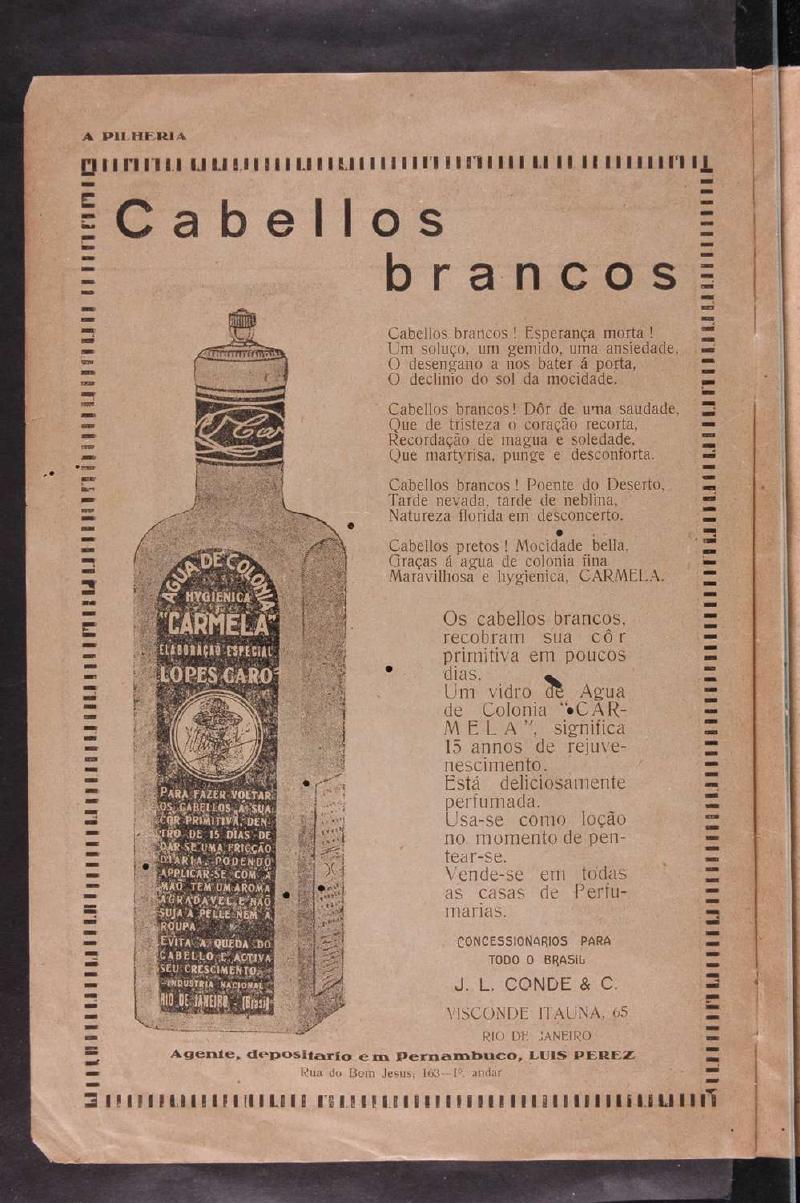 A PILHERIA
Cabellos
brancos
Cabellos brancos ! Esperança morta !
Um soluço, um gemido, uma ansiedade,
O desengano a nos bater á porta,
O declinio do sol da mocidade.
Cabellos brancos! Dôr de uma saudade,
Que de tristeza o coração recorta,
Recordação de magua e soledade,
Que martyrisa, punge e desconforta.
Cabellos brancos ! Poente do Deserto,
Tarde nevada, tarde de neblina,
Natureza florida em desconcerto.
Cabellos pretos ! Mocidade bella,
Graças á agua de colonia fina
Maravilhosa e hygienica, CARMELA.
Os cabellos brancos,
recobram sua côr
primitiva em poucos
dias.
Um vidro de Agua
de Colonia "CAR-
MELA", significa
15 annos de rejuve-
nescimento.
Está deliciosamente
perfumada.
Usa-se como loção
no momento de pen-
tear-se.
Vende-se em todas
as casas de Perfu-
marias.
CONCESSIONARIOS PARA
TODO O BRASIL
J. L. CONDE & C.
VISCONDE ITAUNA, 65
RIO DE JANEIRO
AGUA DE COLONIA
HYGIENICA
"CARMELA"
ELABORAÇÃO ESPECIAL
LOPES CARO
PARA FAZER VOLTAR
OS CABELLOS A SUA
CÔR PRIMITIVA, DEN-
TRO DE 15 DIAS DE
DAR-SE UMA FRICÇÃO
DIARIA, PODENDO
APPLICAR-SE COM A
MÃO TEM UM AROMA
AGRADAVEL E NÃO
SUJA A PELLE NEM A
ROUPA
EVITA A QUEDA DO
CABELLO E ACTIVA
SEU CRESCIMENTO.
INDUSTRIA NACIONAL
RIO DE JANEIRO - (Brasil)
Agente, depositario em Pernambuco, LUIS PEREZ
Rua do Bom Jesus, 163—1º. andar